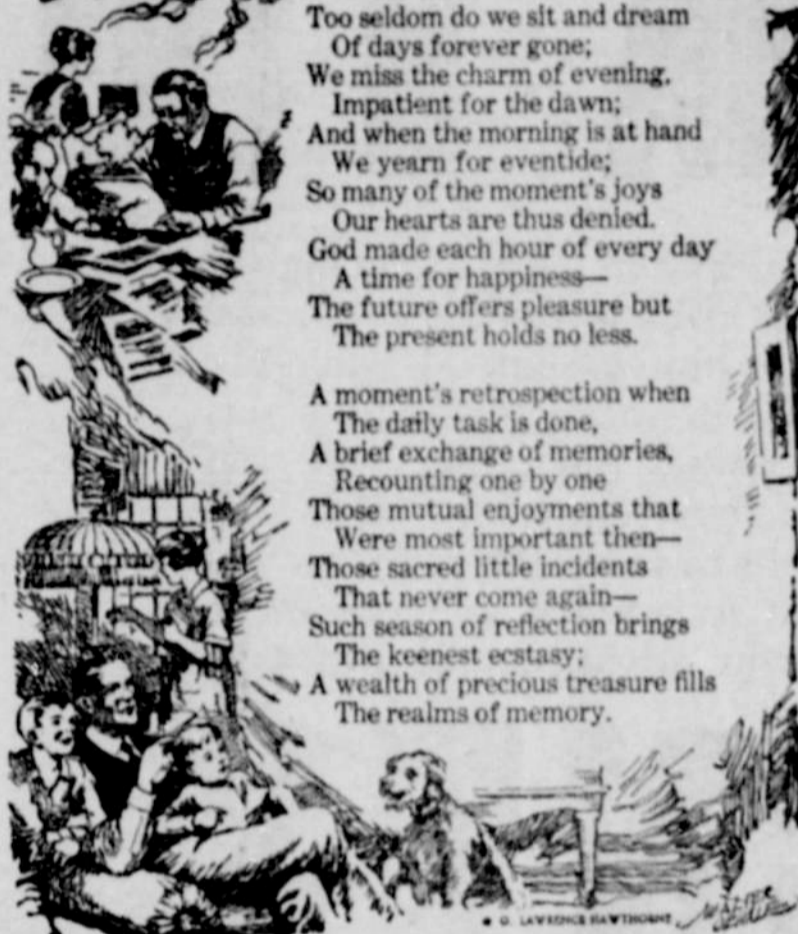 Too seldom do we sit and dream
Of days forever gone;
We miss the charm of evening,
Impatient for the dawn;
And when the morning is at hand
We yearn for eventide;
So many of the moment's joys
Our hearts are thus denied.
God made each hour of every day
A time for happiness—
The future offers pleasure but
The present holds no less.
A moment's retrospection when
The daily task is done,
A brief exchange of memories,
Recounting one by one
Those mutual enjoyments that
Were most important then—
Those sacred little incidents
That never come again—
Such season of reflection brings
The keenest ecstasy;
A wealth of precious treasure fills
The realms of memory.
G. LAWRENCE HAWTHORNE